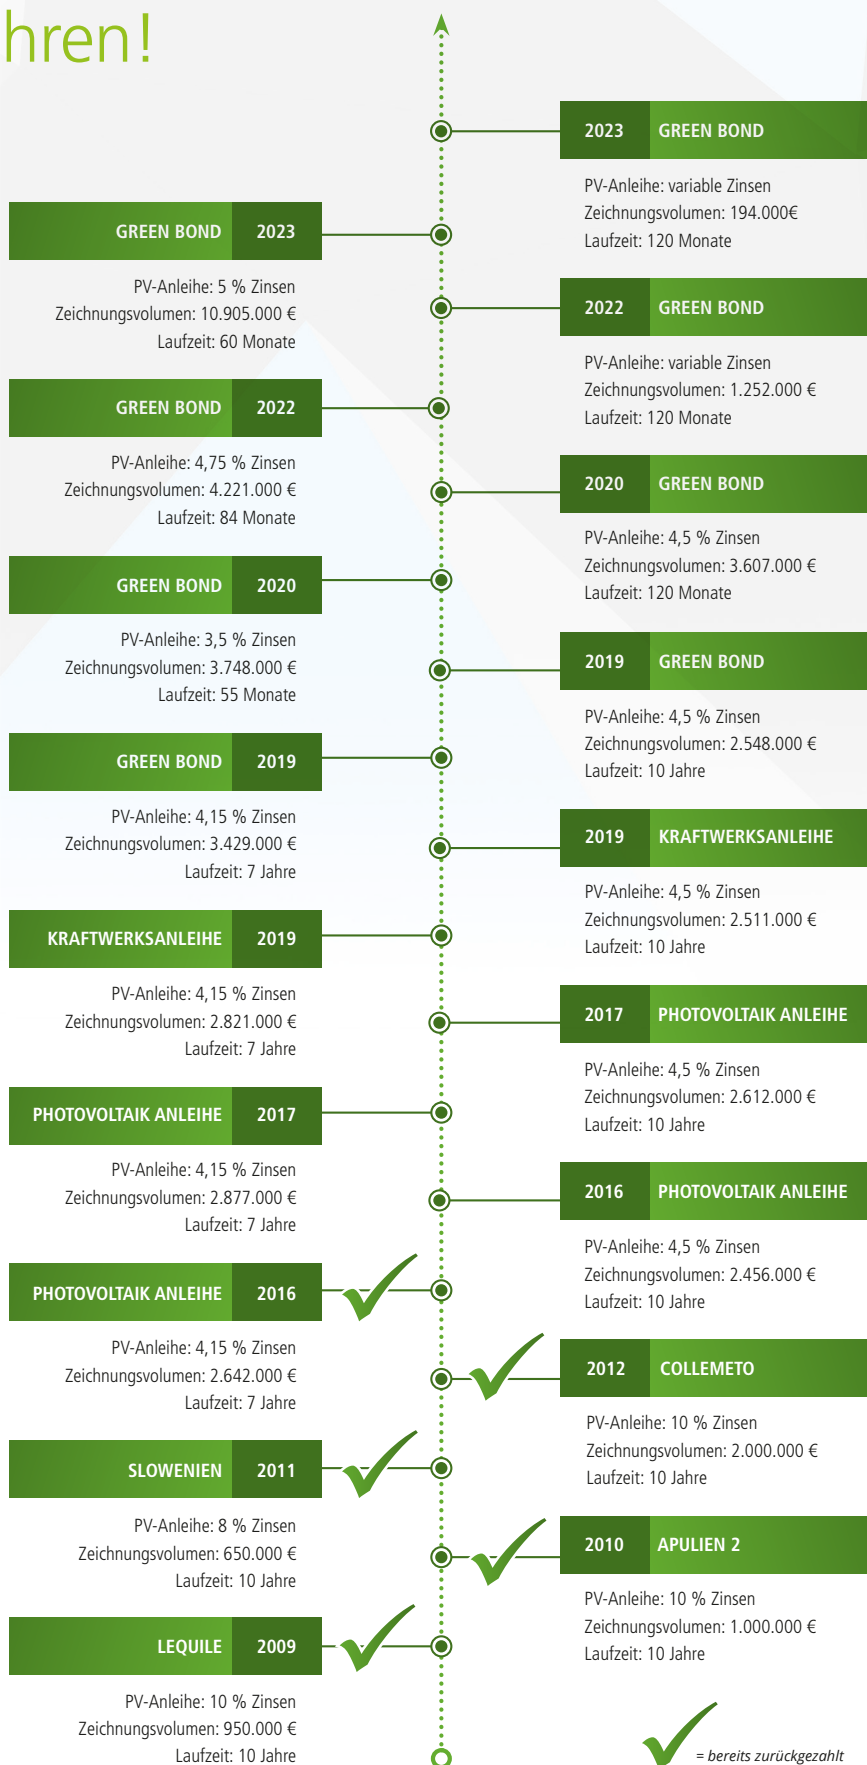 hren!
2023 GREEN BOND
PV-Anleihe: variable Zinsen
Zeichnungsvolumen: 194.000€
Laufzeit: 120 Monate
GREEN BOND 2023
PV-Anleihe: 5 % Zinsen
Zeichnungsvolumen: 10.905.000 €
Laufzeit: 60 Monate
2022 GREEN BOND
PV-Anleihe: variable Zinsen
Zeichnungsvolumen: 1.252.000 €
Laufzeit: 120 Monate
GREEN BOND 2022
PV-Anleihe: 4,75 % Zinsen
Zeichnungsvolumen: 4.221.000 €
Laufzeit: 84 Monate
2020 GREEN BOND
PV-Anleihe: 4,5 % Zinsen
Zeichnungsvolumen: 3.607.000 €
Laufzeit: 120 Monate
GREEN BOND 2020
PV-Anleihe: 3,5 % Zinsen
Zeichnungsvolumen: 3.748.000 €
Laufzeit: 55 Monate
2019 GREEN BOND
PV-Anleihe: 4,5 % Zinsen
Zeichnungsvolumen: 2.548.000 €
Laufzeit: 10 Jahre
GREEN BOND 2019
PV-Anleihe: 4,15 % Zinsen
Zeichnungsvolumen: 3.429.000 €
Laufzeit: 7 Jahre
2019 KRAFTWERKSANLEIHE
PV-Anleihe: 4,5 % Zinsen
Zeichnungsvolumen: 2.511.000 €
Laufzeit: 10 Jahre
KRAFTWERKSANLEIHE 2019
PV-Anleihe: 4,15 % Zinsen
Zeichnungsvolumen: 2.821.000 €
Laufzeit: 7 Jahre
2017 PHOTOVOLTAIK ANLEIHE
PV-Anleihe: 4,5 % Zinsen
Zeichnungsvolumen: 2.612.000 €
Laufzeit: 10 Jahre
PHOTOVOLTAIK ANLEIHE 2017
PV-Anleihe: 4,15 % Zinsen
Zeichnungsvolumen: 2.877.000 €
Laufzeit: 7 Jahre
2016 PHOTOVOLTAIK ANLEIHE
PV-Anleihe: 4,5 % Zinsen
Zeichnungsvolumen: 2.456.000 €
Laufzeit: 10 Jahre
PHOTOVOLTAIK ANLEIHE 2016
PV-Anleihe: 4,15 % Zinsen
Zeichnungsvolumen: 2.642.000 €
Laufzeit: 7 Jahre
2012 COLLEMETO
PV-Anleihe: 10 % Zinsen
Zeichnungsvolumen: 2.000.000 €
Laufzeit: 10 Jahre
SLOWENIEN 2011
PV-Anleihe: 8 % Zinsen
Zeichnungsvolumen: 650.000 €
Laufzeit: 10 Jahre
2010 APULIEN 2
PV-Anleihe: 10 % Zinsen
Zeichnungsvolumen: 1.000.000 €
Laufzeit: 10 Jahre
LEQUILE 2009
PV-Anleihe: 10 % Zinsen
Zeichnungsvolumen: 950.000 €
Laufzeit: 10 Jahre
= bereits zurückgezahlt